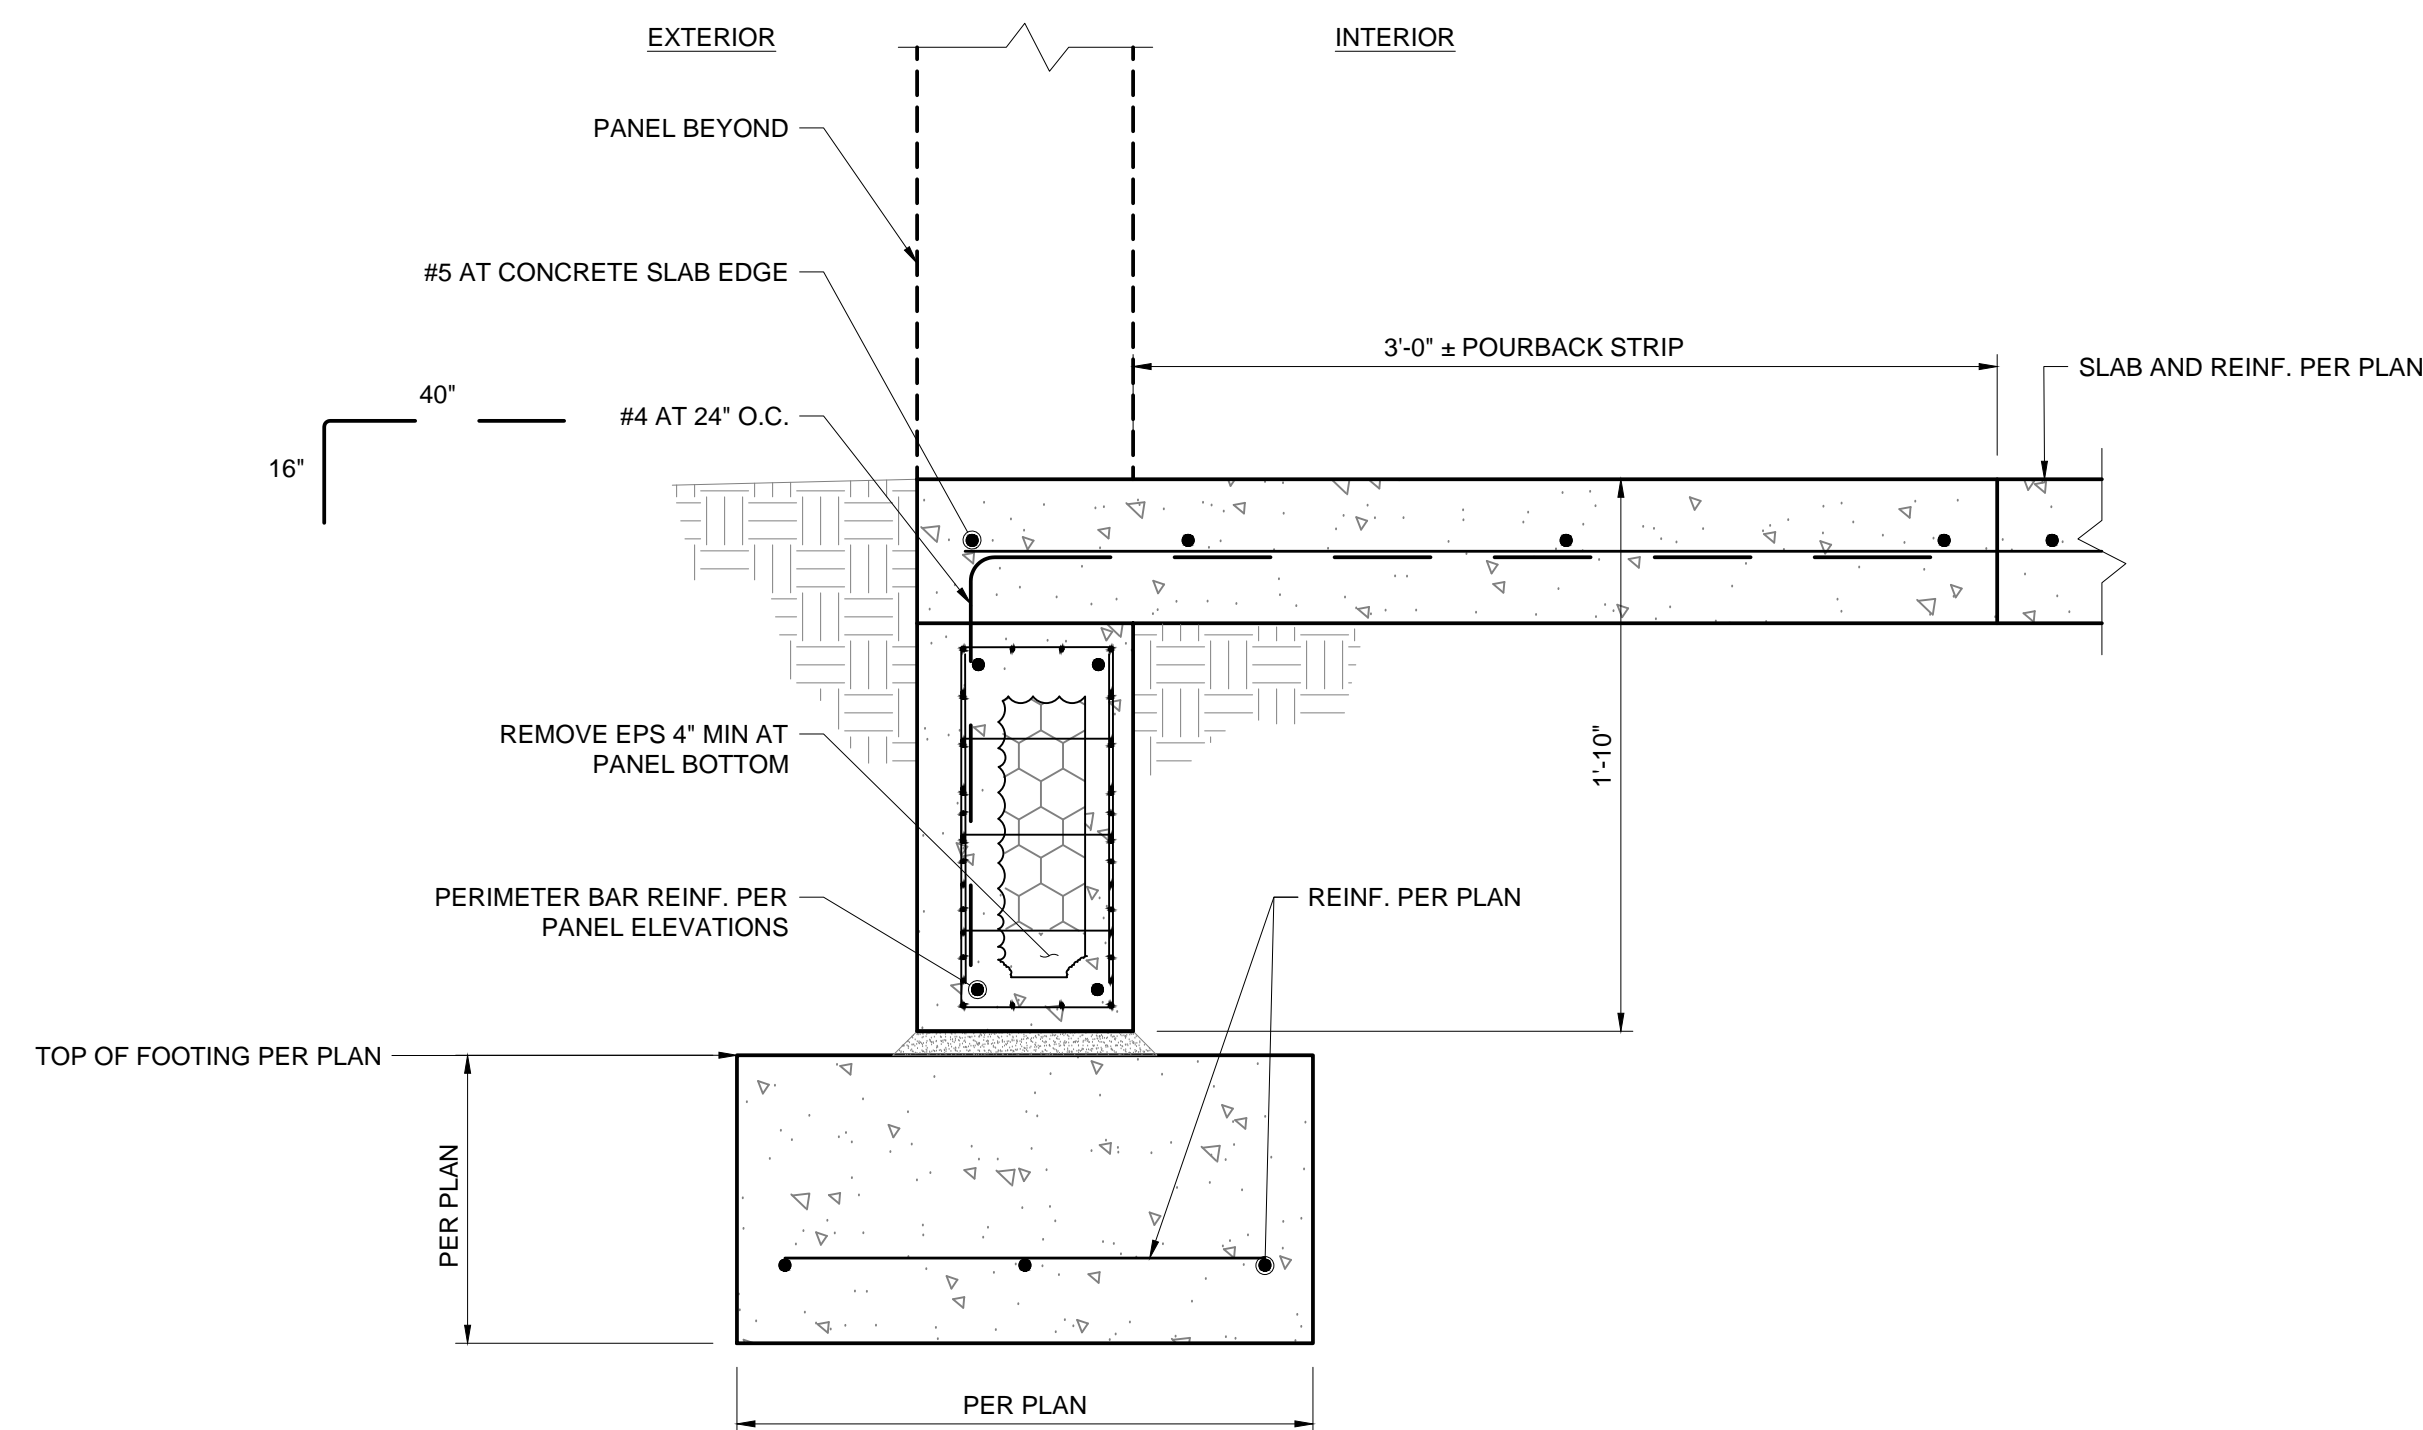 EXTERIOR
INTERIOR
PANEL BEYOND
#5 AT CONCRETE SLAB EDGE
3'-0" ± POURBACK STRIP
SLAB AND REINF. PER PLAN
40"
#4 AT 24" O.C.
16"
REMOVE EPS 4" MIN AT
PANEL BOTTOM
1'-10"
PERIMETER BAR REINF. PER
PANEL ELEVATIONS
REINF. PER PLAN
TOP OF FOOTING PER PLAN
PER PLAN
PER PLAN